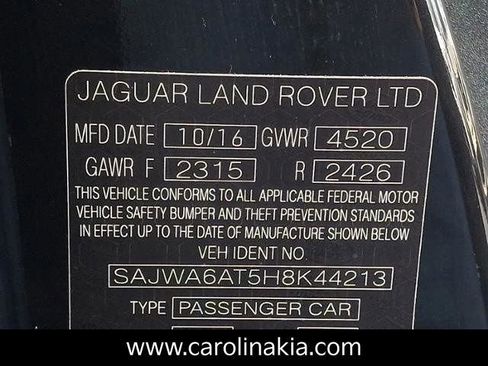 JAGUAR LAND ROVER LTD
MFD DATE 10/16 GVWR 4520
GAWR F 2315 R 2426
THIS VEHICLE CONFORMS TO ALL APPLICABLE FEDERAL MOTOR
VEHICLE SAFETY BUMPER AND THEFT PREVENTION STANDARDS
IN EFFECT UP TO THE DATE OF MANUFACTURE SHOWN BELOW
VEH IDENT NO.
SAJWA6AT5H8K44213
TYPE PASSENGER CAR
www.carolinakia.com